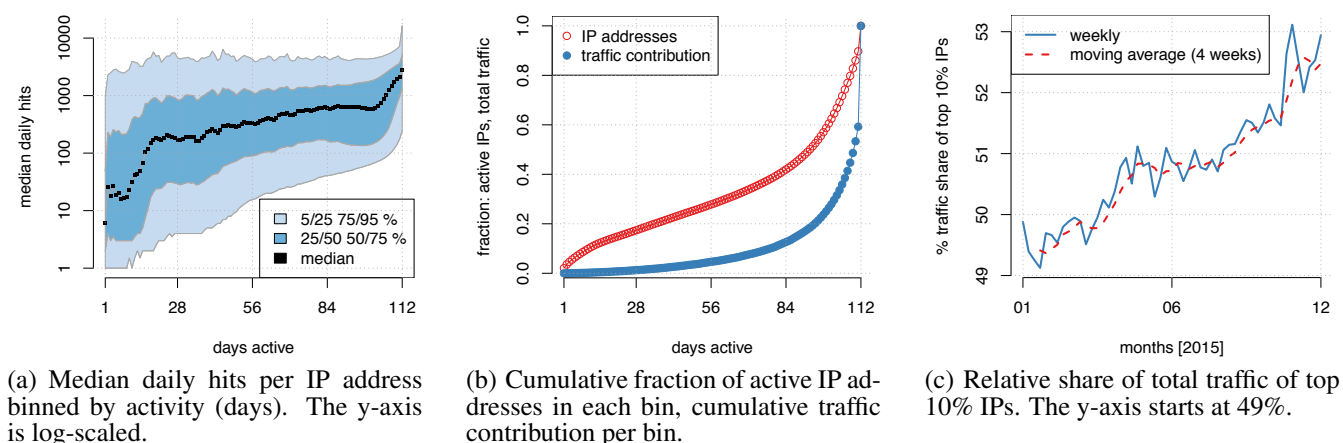 median daily hits
10000
1000
100
10
1
5/25 75/95 %
25/50 50/75 %
median
1
28
56
84
112
days active
(a) Median daily hits per IP address
binned by activity (days). The y-axis
is log-scaled.
fraction: active IPs, total traffic
1.0
0.8
0.6
0.4
0.2
0.0
IP addresses
traffic contribution
1
28
56
84
112
days active
(b) Cumulative fraction of active IP ad-
dresses in each bin, cumulative traffic
contribution per bin.
% traffic share of top 10% IPs
53
52
51
50
49
weekly
moving average (4 weeks)
01
06
12
months [2015]
(c) Relative share of total traffic of top
10% IPs. The y-axis starts at 49%.